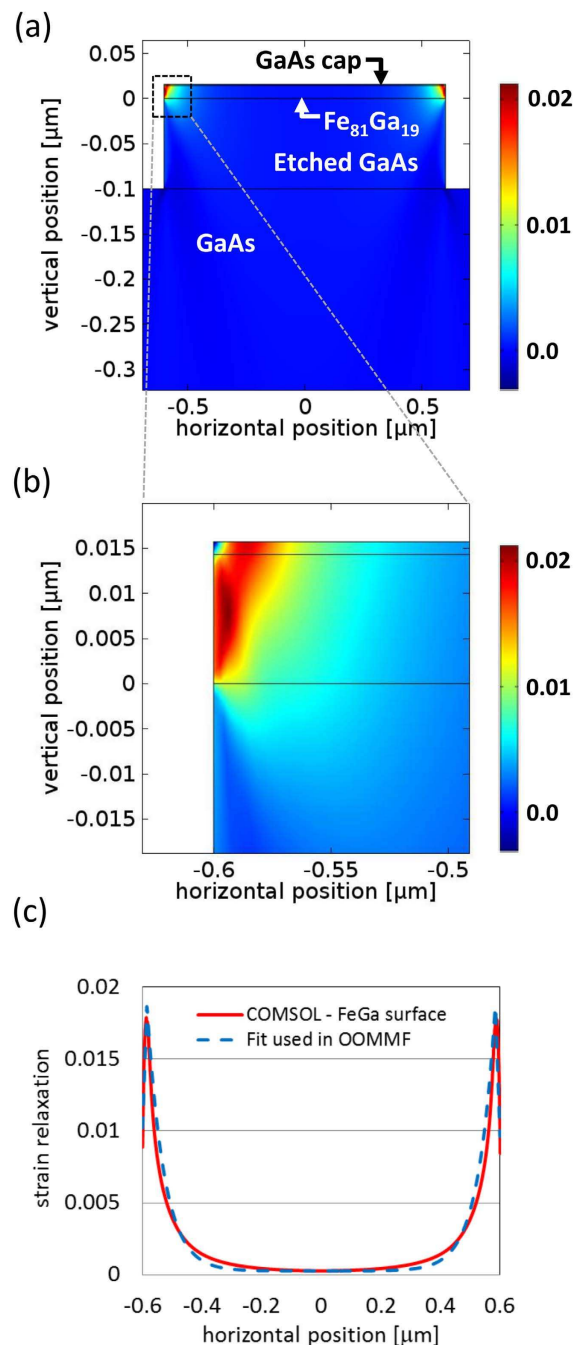 (a)
0.05
0
-0.05
-0.1
-0.15
-0.2
-0.25
-0.3
vertical position [µm]
GaAs cap
Fe₈₁Ga₁₉
Etched GaAs
GaAs
-0.5 0 0.5
horizontal position [µm]
0.02
0.01
0.0
(b)
0.015
0.01
0.005
0
-0.005
-0.01
-0.015
vertical position [µm]
-0.6 -0.55 -0.5
horizontal position [µm]
0.02
0.01
0.0
(c)
0.02
0.015
0.01
0.005
0
strain relaxation
COMSOL - FeGa surface
Fit used in OOMMF
-0.6 -0.4 -0.2 0 0.2 0.4 0.6
horizontal position [µm]